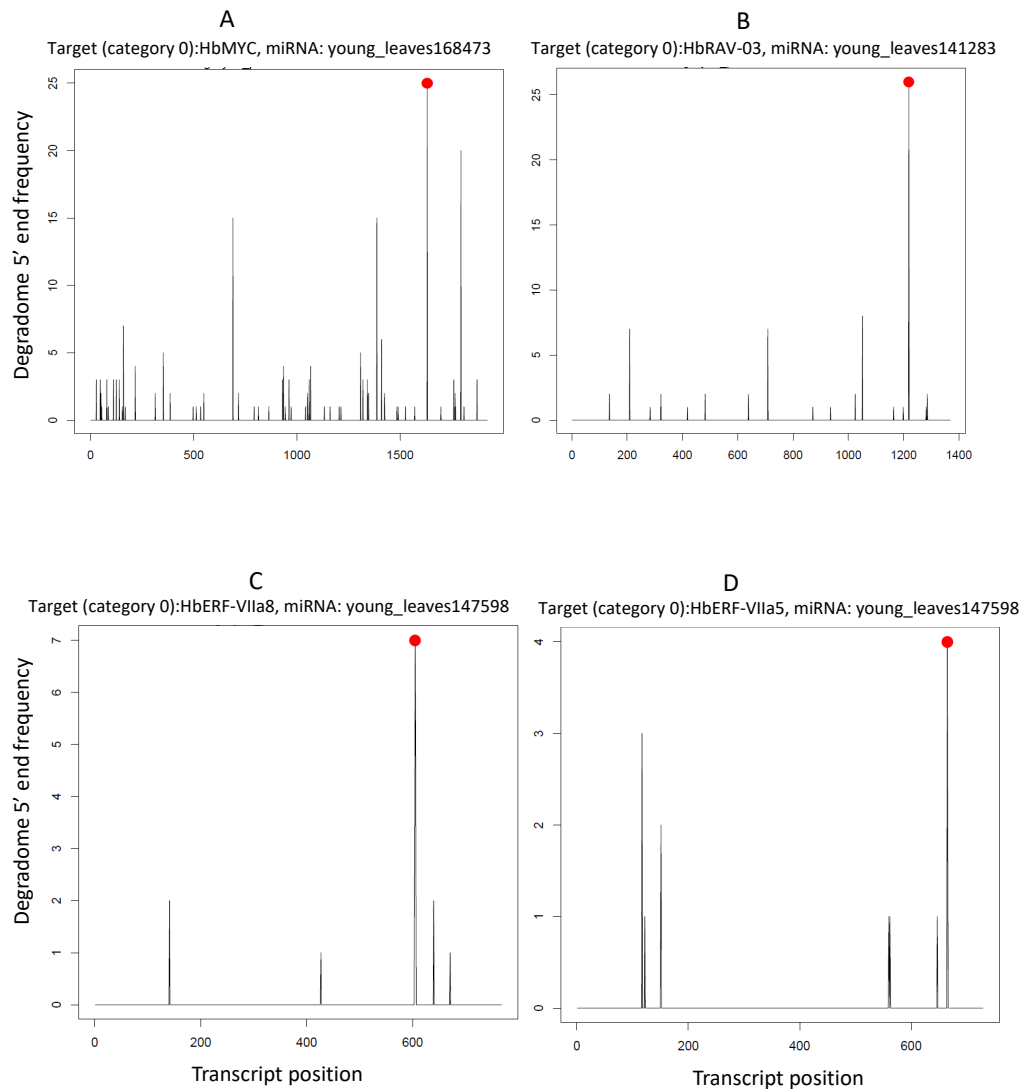 A
Target (category 0):HbMYC, miRNA: young_leaves168473
Degradome 5’ end frequency
25
20
15
10
5
0
0 500 1000 1500
B
Target (category 0):HbRAV-03, miRNA: young_leaves141283
25
20
15
10
5
0
0 200 400 600 800 1000 1200 1400
C
Target (category 0):HbERF-VIIa8, miRNA: young_leaves147598
Degradome 5’ end frequency
7
6
5
4
3
2
1
0
0 200 400 600
Transcript position
D
Target (category 0):HbERF-VIIa5, miRNA: young_leaves147598
4
3
2
1
0
0 200 400 600
Transcript position